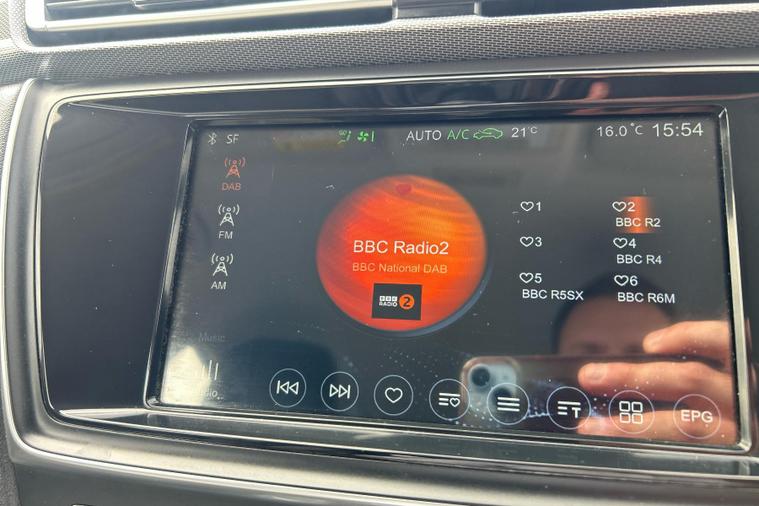 SF
AUTO A/C 21°C
16.0°C 15:54
DAB
FM
AM
Music
BBC Radio2
BBC National DAB
BBC
RADIO 2
1
2
BBC R2
3
4
BBC R4
5
BBC R5SX
6
BBC R6M
EPG